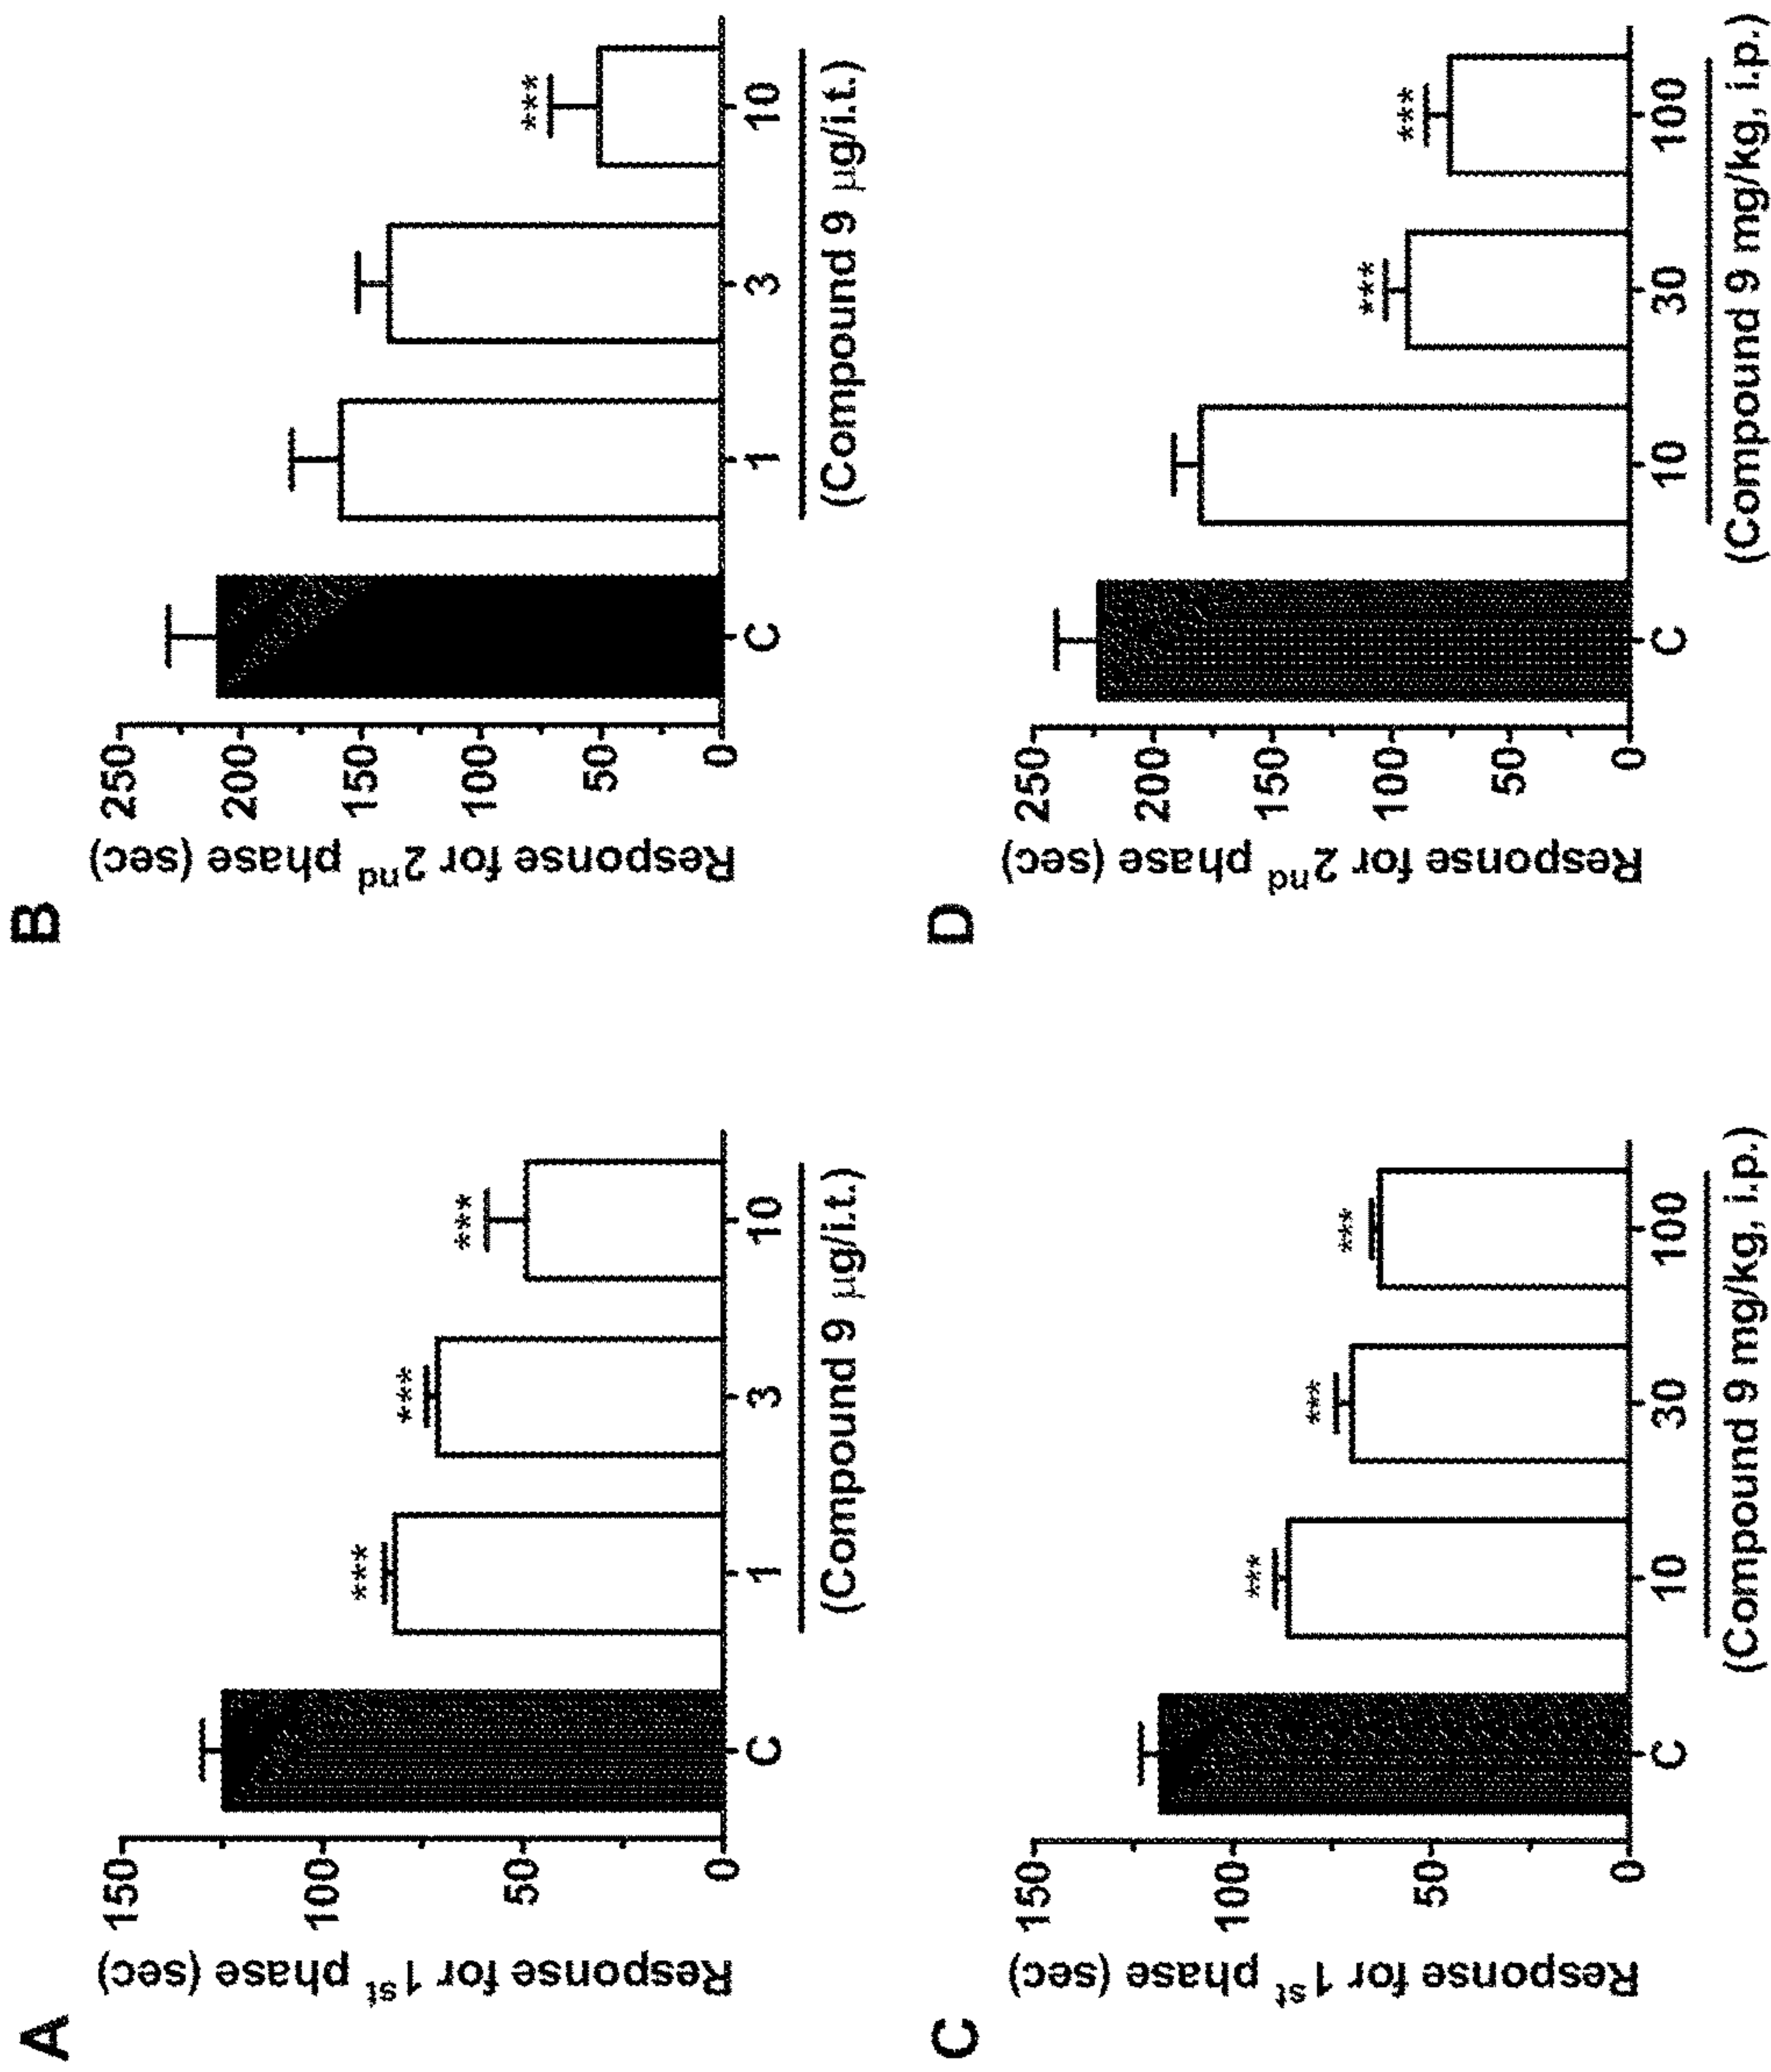 A
Response for 1st phase (sec)
150
100
50
0
***
***
***
C
1
3
10
(Compound 9 μg/i.t.)
B
Response for 2nd phase (sec)
250
200
150
100
50
0
***
C
1
3
10
(Compound 9 μg/i.t.)
C
Response for 1st phase (sec)
150
100
50
0
***
***
***
C
10
30
100
(Compound 9 mg/kg, i.p.)
D
Response for 2nd phase (sec)
250
200
150
100
50
0
***
***
C
10
30
100
(Compound 9 mg/kg, i.p.)